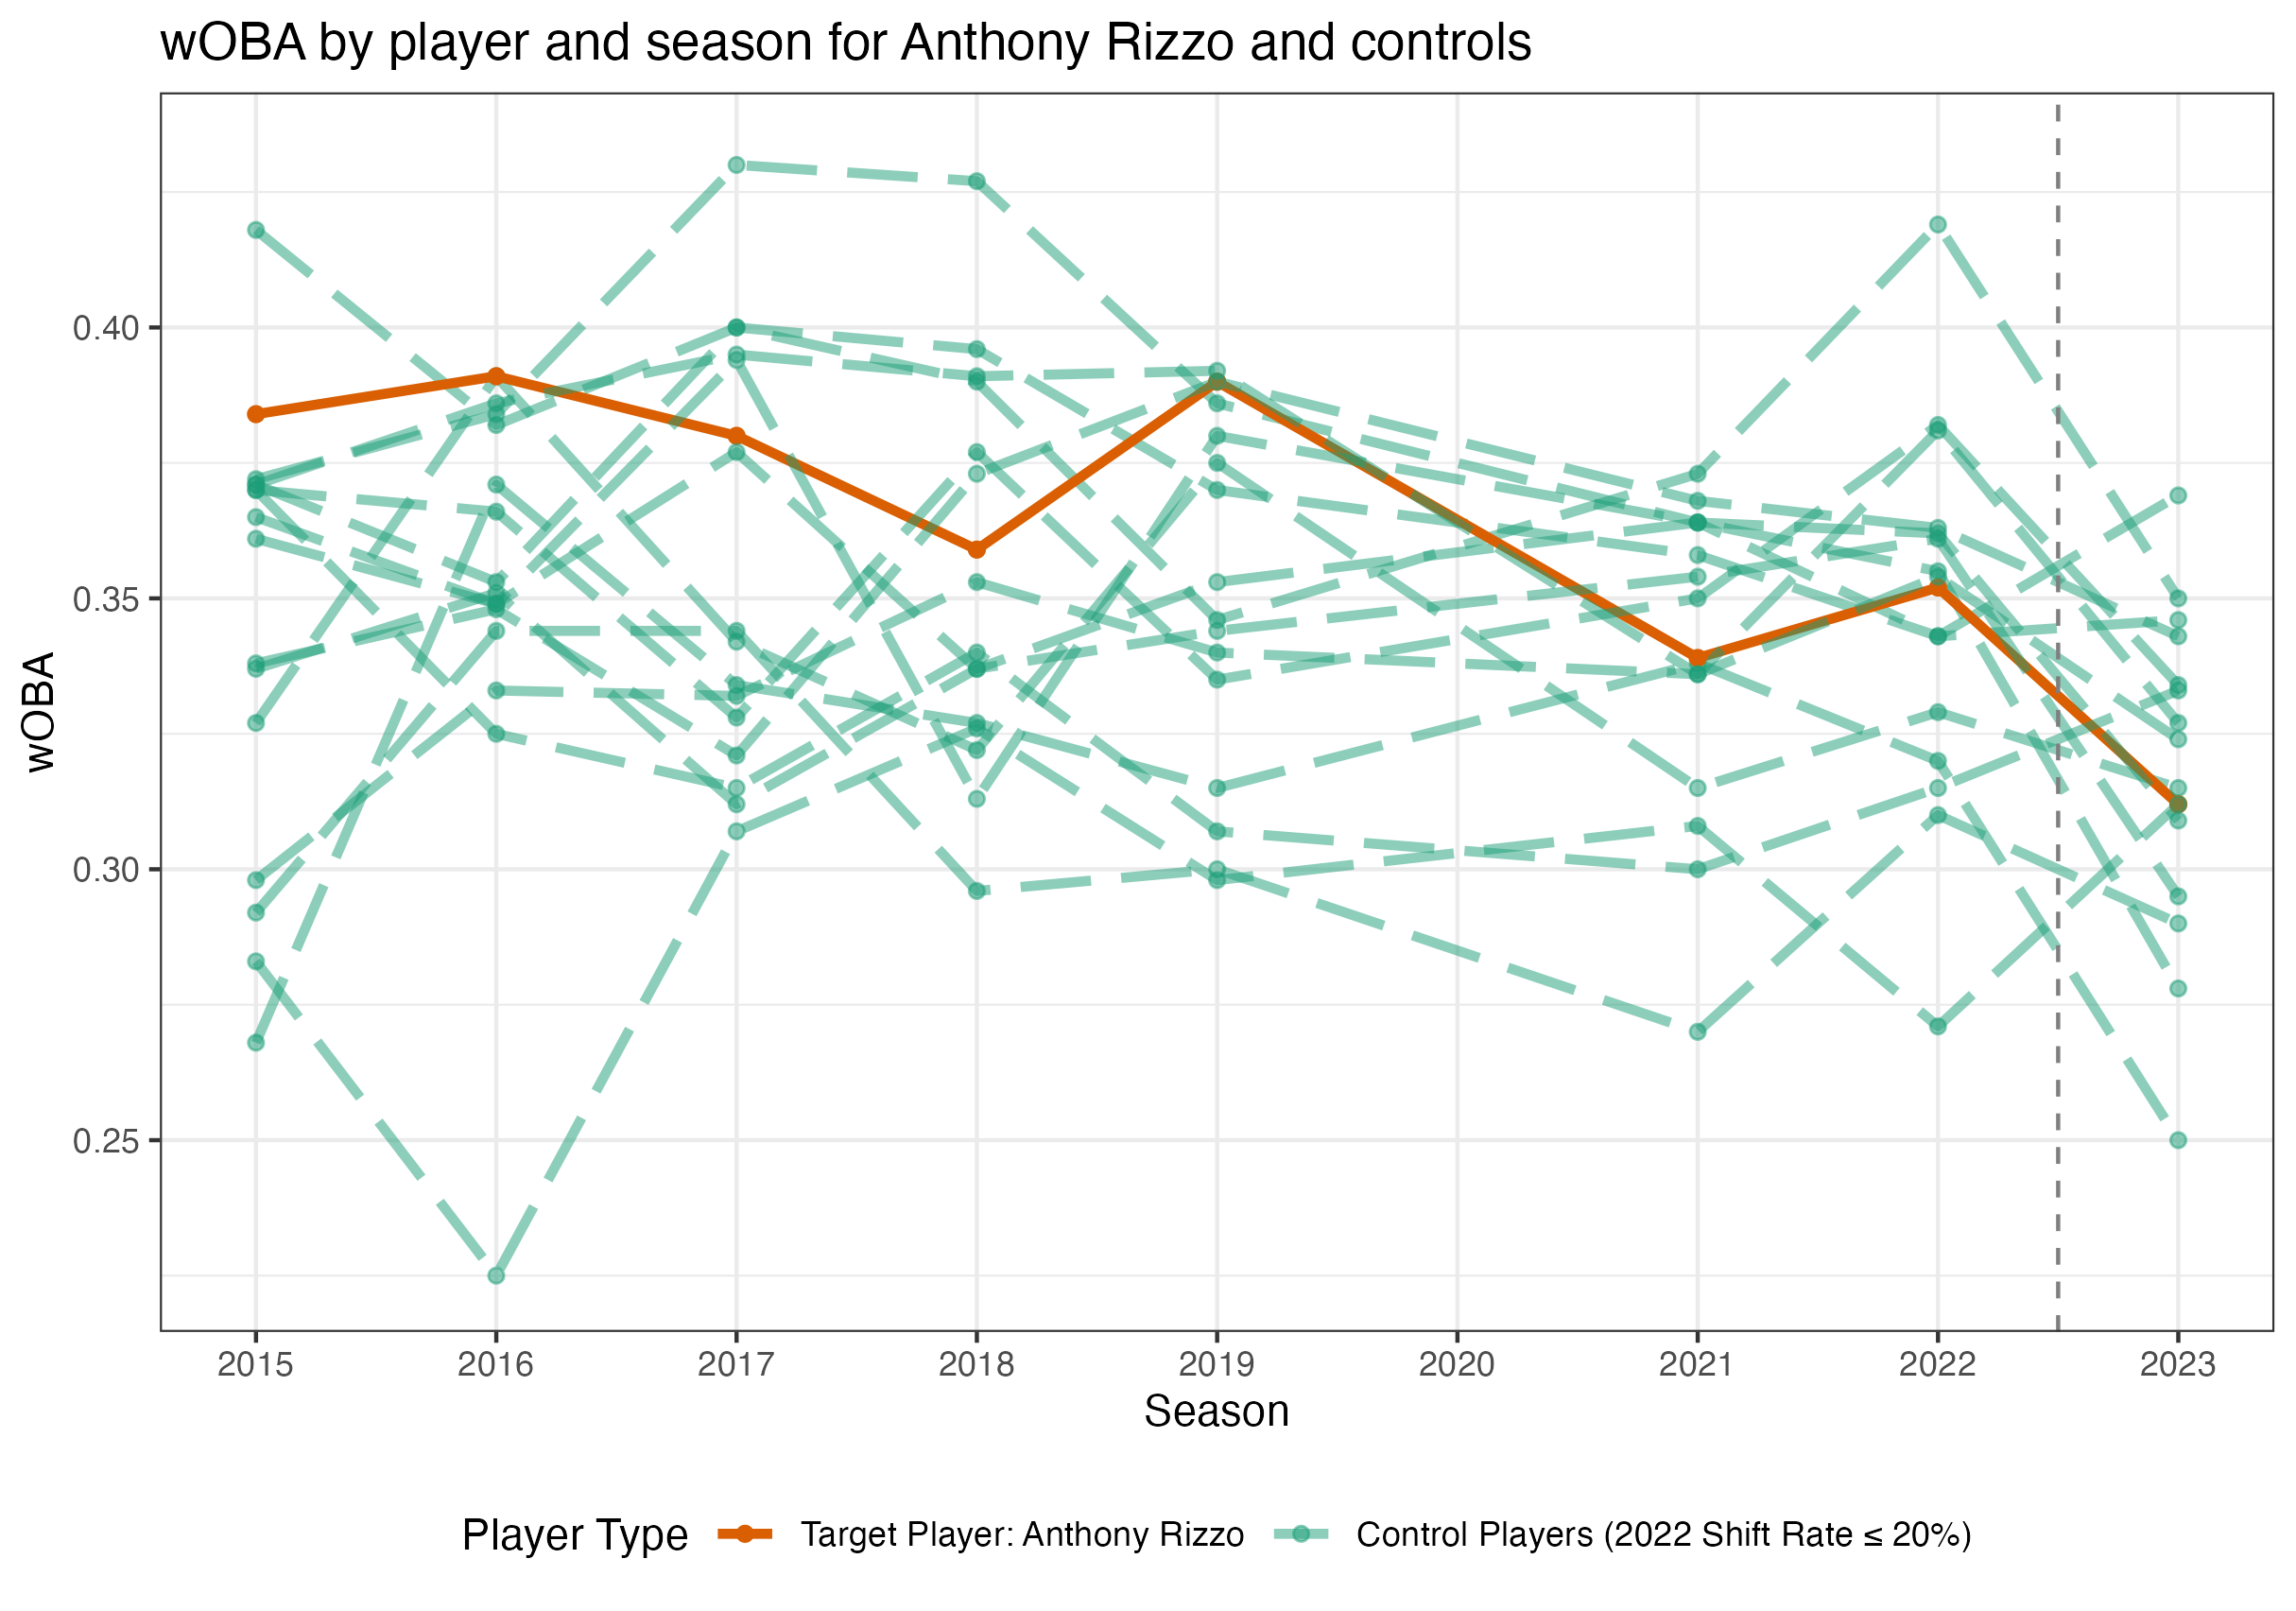 wOBA by player and season for Anthony Rizzo and controls
wOBA
0.40
0.35
0.30
0.25
2015 2016 2017 2018 2019 2020 2021 2022 2023
Season
Player Type Target Player: Anthony Rizzo Control Players (2022 Shift Rate ≤ 20%)